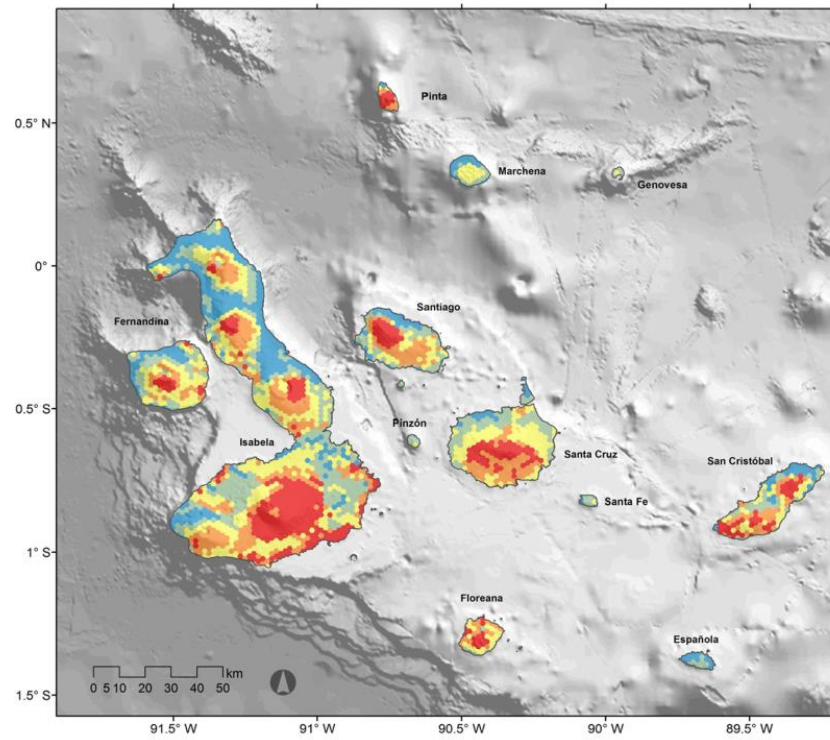 Pinta
0.5° N
Marchena
Genovesa
0°
Santiago
Fernandina
0.5° S
Pinzón
Isabela
Santa Cruz
San Cristóbal
Santa Fe
1° S
Floreana
Española
km
0 5 10 20 30 40 50
1.5° S
91.5° W 91° W 90.5° W 90° W 89.5° W